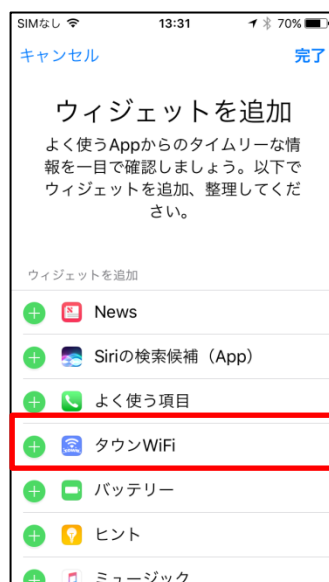 SIMなし 13:31 70%
キャンセル 完了
ウィジェットを追加
よく使うAppからのタイムリーな情
報を一目で確認しましょう。以下で
ウィジェットを追加、整理してくだ
さい。
ウィジェットを追加
News
Siriの検索候補（App）
よく使う項目
タウンWiFi
バッテリー
ヒント
ミュージック